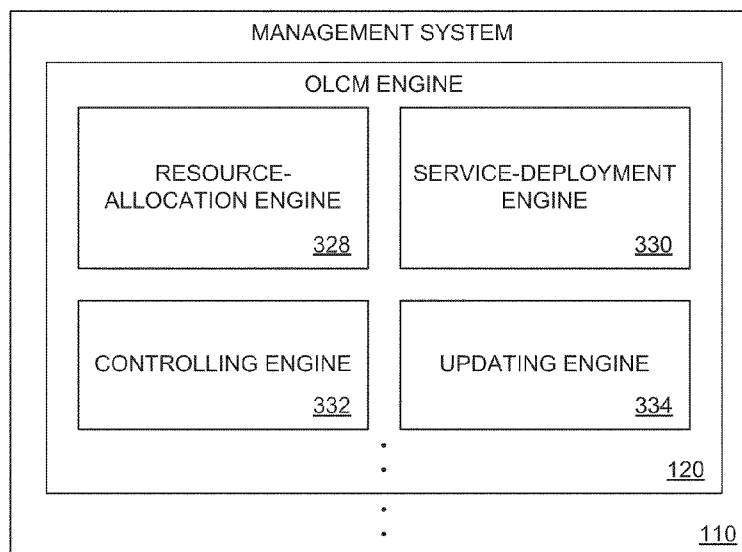 MANAGEMENT SYSTEM
OLCM ENGINE
RESOURCE-
ALLOCATION ENGINE
328
SERVICE-DEPLOYMENT
ENGINE
330
CONTROLLING ENGINE
332
UPDATING ENGINE
334
120
110